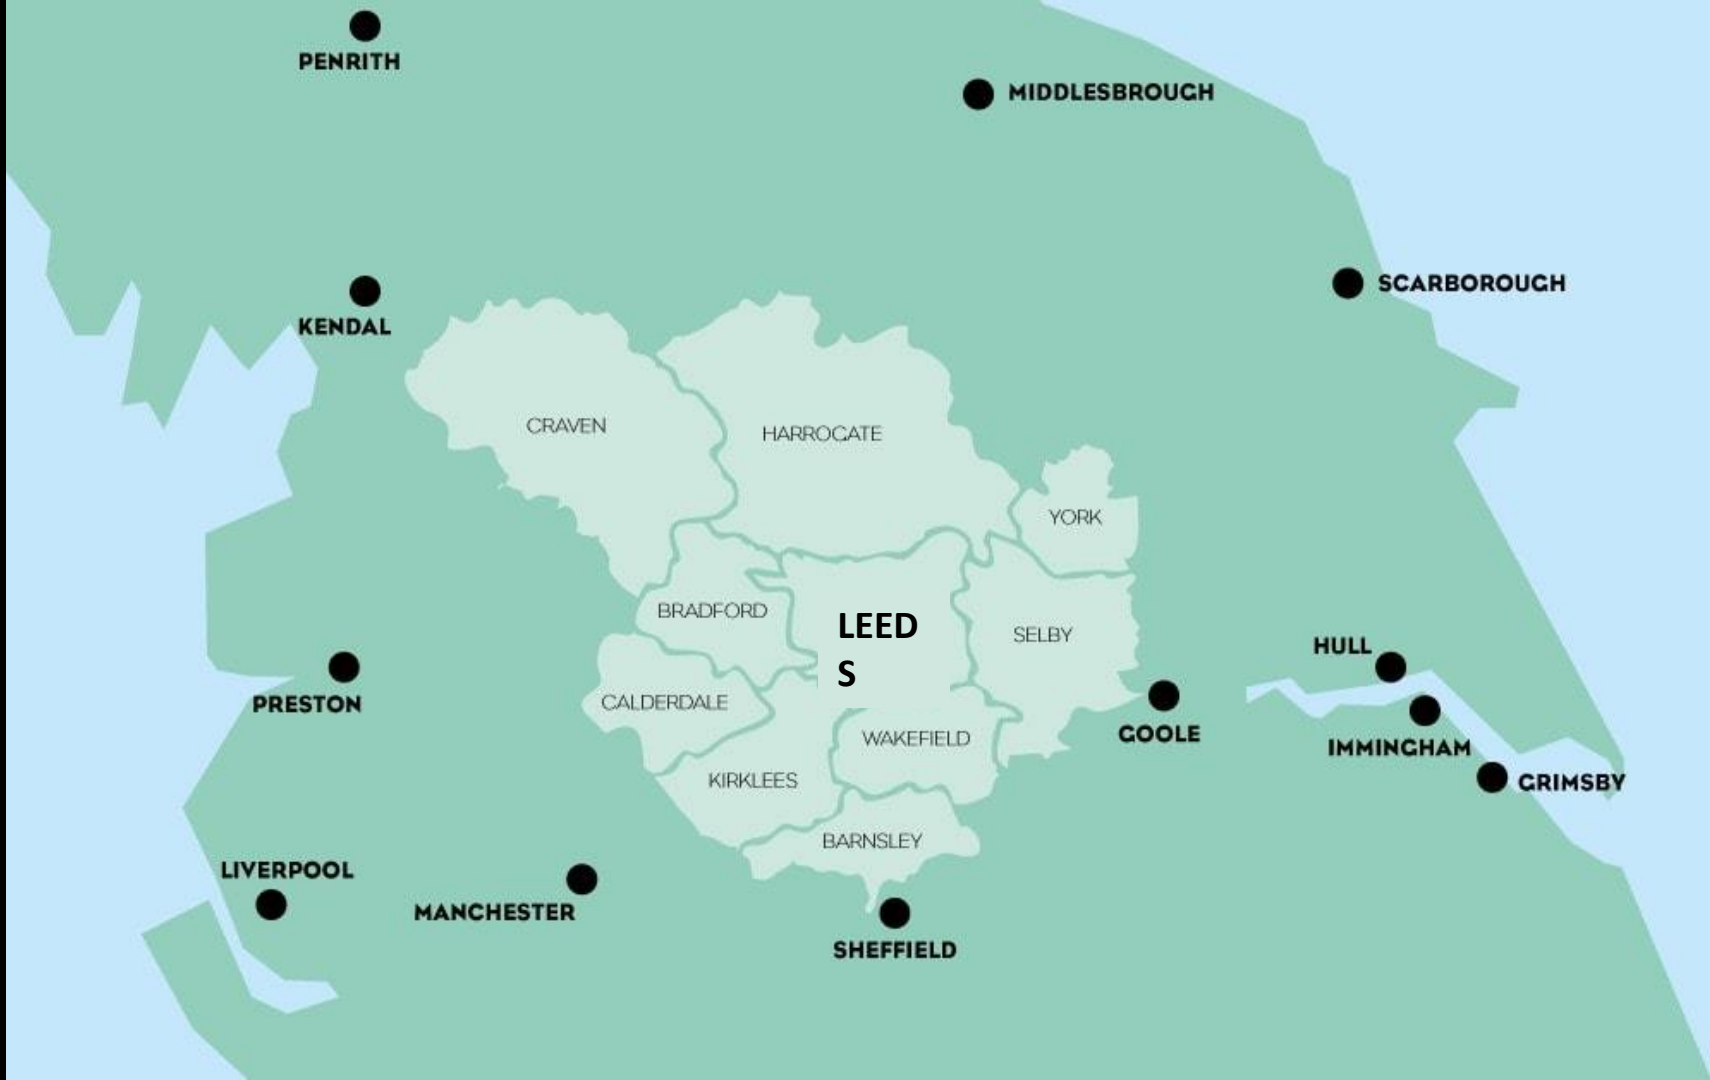 PENRITH
MIDDLESBROUGH
SCARBOROUGH
KENDAL
CRAVEN
HARROGATE
YORK
BRADFORD
LEED
S
SELBY
HULL
CALDERDALE
PRESTON
GOOLE
WAKEFIELD
IMMINGHAM
KIRKLEES
GRIMSBY
BARNSLEY
LIVERPOOL
MANCHESTER
SHEFFIELD